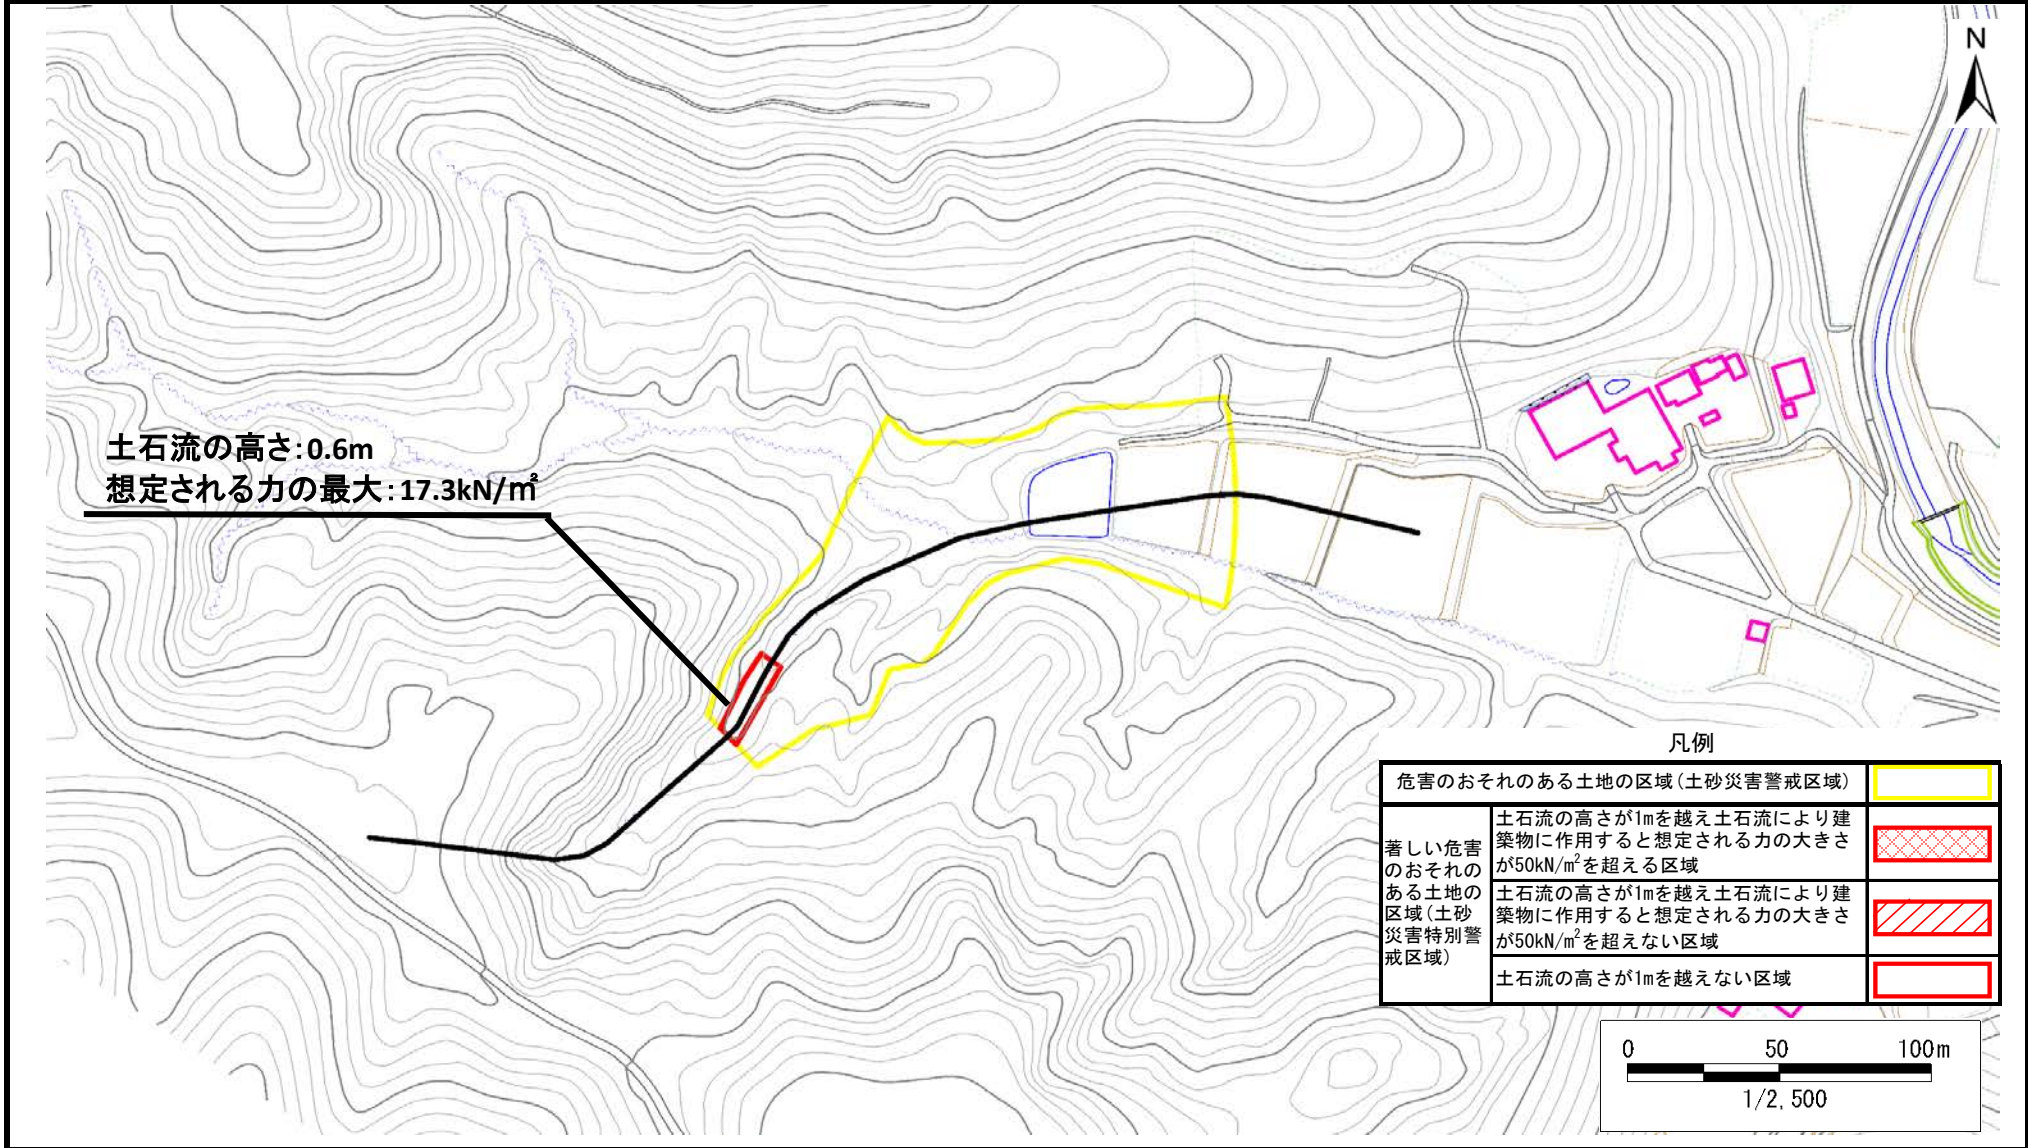 N
土石流の高さ：0.6m
想定される力の最大：17.3kN/㎡
凡例
危害のおそれのある土地の区域（土砂災害警戒区域）
著しい危害
のおそれの
ある土地の
区域（土砂
災害特別警
戒区域）
土石流の高さが1mを越え土石流により建
築物に作用すると想定される力の大きさ
が50kN/m²を超える区域
土石流の高さが1mを越え土石流により建
築物に作用すると想定される力の大きさ
が50kN/m²を超えない区域
土石流の高さが1mを越えない区域
0 50 100m
1/2,500